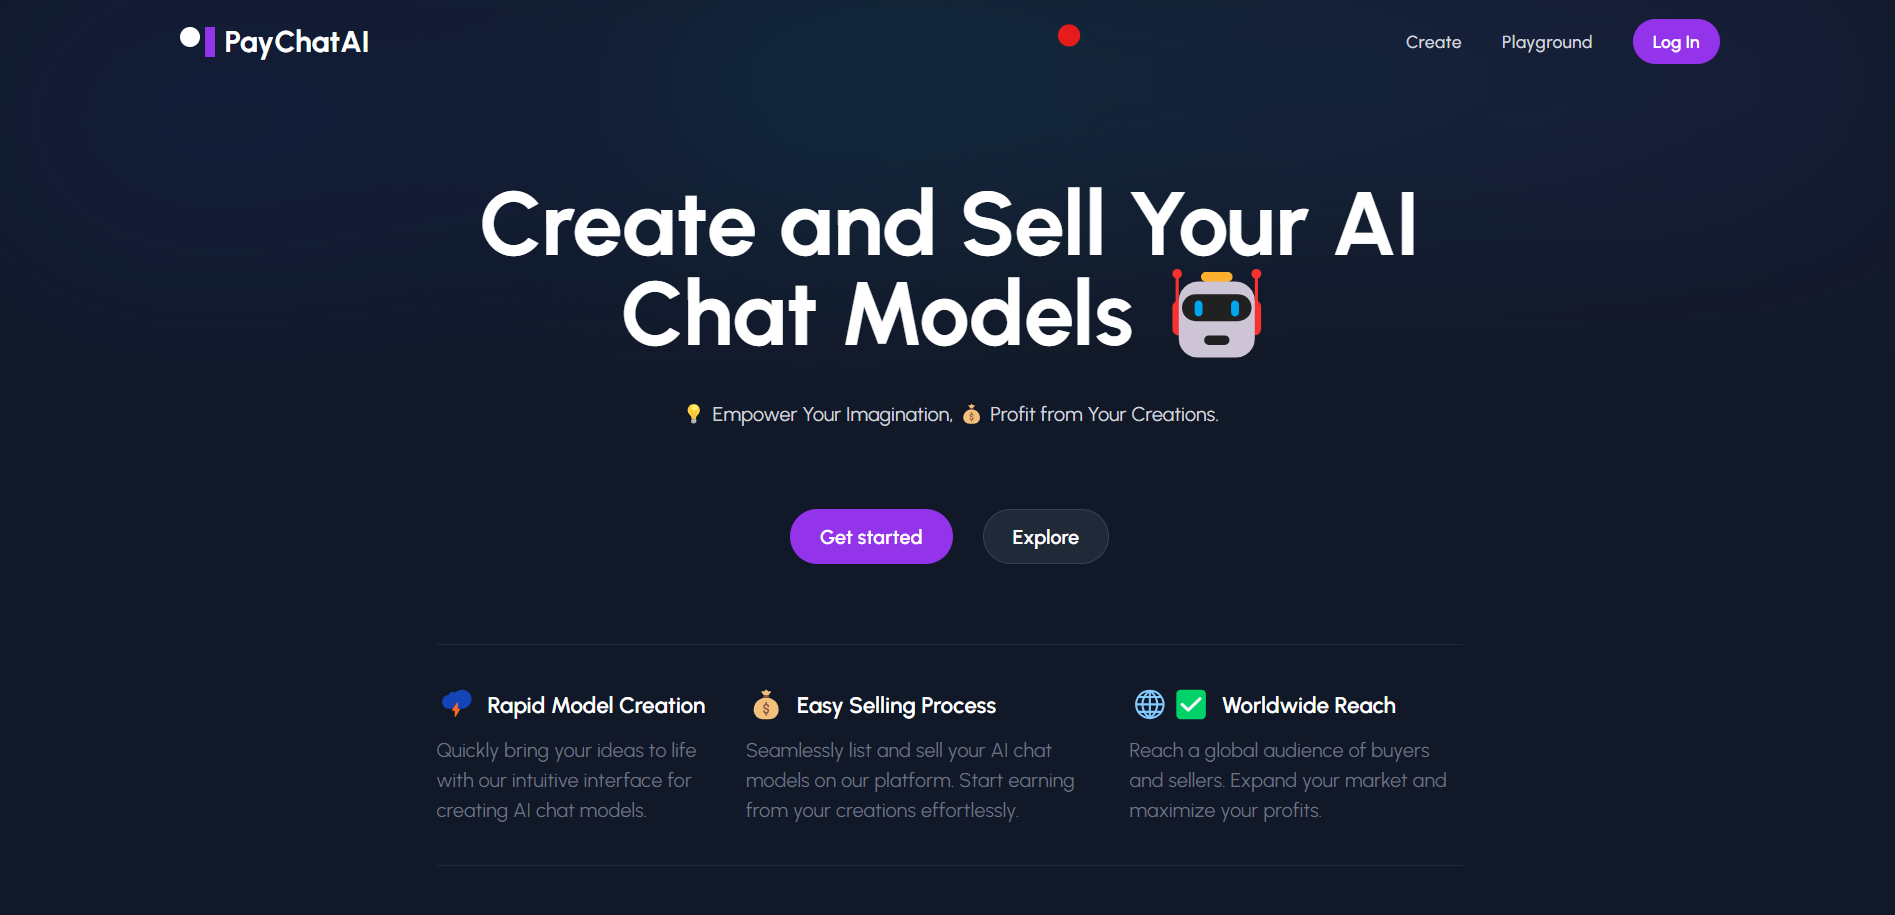 PayChatAI
Create
Playground
Log In
Create and Sell Your AI
Chat Models
Empower Your Imagination, Profit from Your Creations.
Get started
Explore
Rapid Model Creation
Quickly bring your ideas to life
with our intuitive interface for
creating AI chat models.
Easy Selling Process
Seamlessly list and sell your AI chat
models on our platform. Start earning
from your creations effortlessly.
Worldwide Reach
Reach a global audience of buyers
and sellers. Expand your market and
maximize your profits.